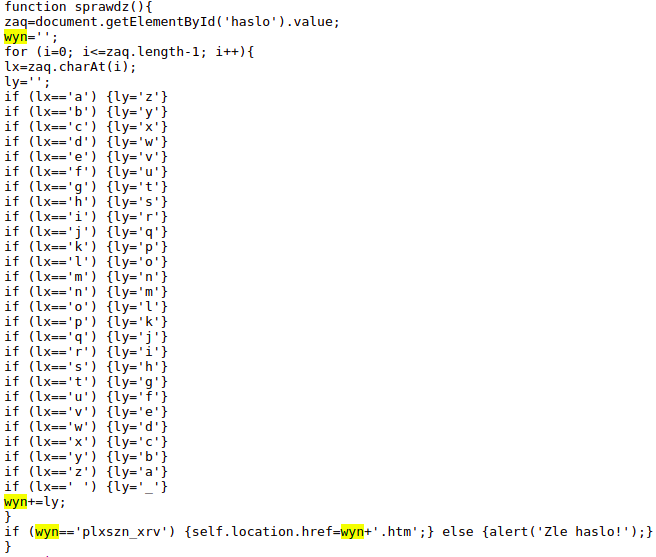 function sprawdz(){
zaq=document.getElementById('haslo').value;
wyn='';
for (i=0; i<=zaq.length-1; i++){
lx=zaq.charAt(i);
ly='';
if (lx=='a') {ly='z'}
if (lx=='b') {ly='y'}
if (lx=='c') {ly='x'}
if (lx=='d') {ly='w'}
if (lx=='e') {ly='v'}
if (lx=='f') {ly='u'}
if (lx=='g') {ly='t'}
if (lx=='h') {ly='s'}
if (lx=='i') {ly='r'}
if (lx=='j') {ly='q'}
if (lx=='k') {ly='p'}
if (lx=='l') {ly='o'}
if (lx=='m') {ly='n'}
if (lx=='n') {ly='m'}
if (lx=='o') {ly='l'}
if (lx=='p') {ly='k'}
if (lx=='q') {ly='j'}
if (lx=='r') {ly='i'}
if (lx=='s') {ly='h'}
if (lx=='t') {ly='g'}
if (lx=='u') {ly='f'}
if (lx=='v') {ly='e'}
if (lx=='w') {ly='d'}
if (lx=='x') {ly='c'}
if (lx=='y') {ly='b'}
if (lx=='z') {ly='a'}
if (lx==' ') {ly='_'}
wyn+=ly;
}
if (wyn=='plxszn_xrv') {self.location.href=wyn+'.htm';} else {alert('Zle haslo!');}
}